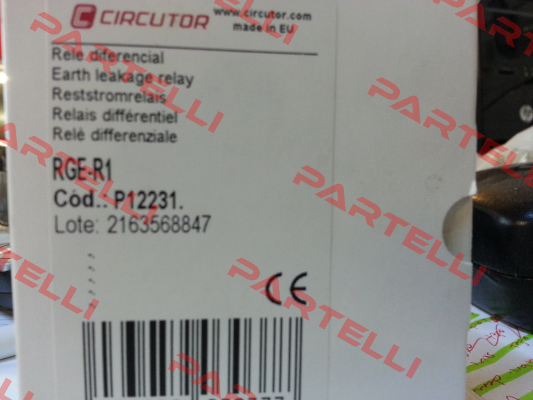 CIRCUTOR
www.circutor.com
made in EU
Rele diferencial
Earth leakage relay
Reststromrelais
Relais différentiel
Relè differenziale
RGE-R1
Cód.: P12231.
Lote: 2163568847
CE
PARTELLI
PARTELLI
PARTELLI
PARTELLI
PARTELLI
PARTELLI